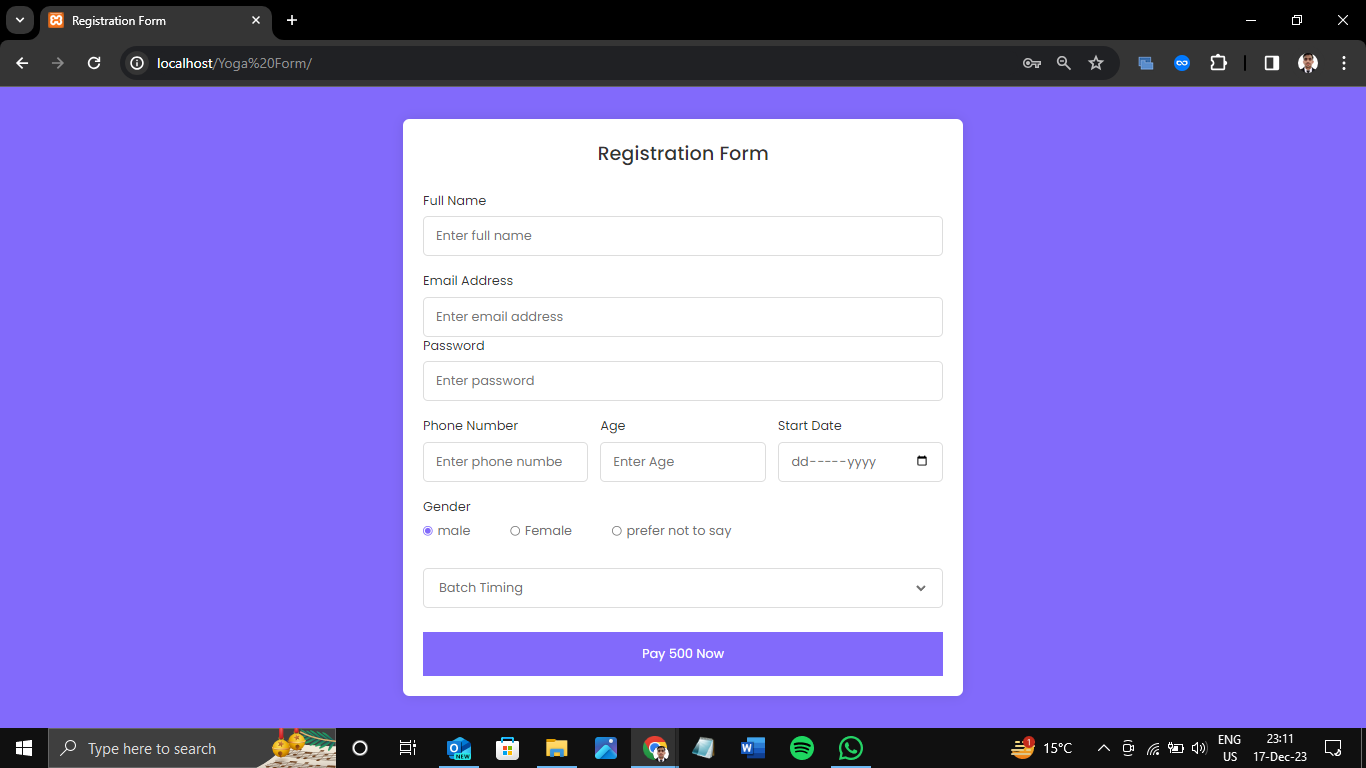 Registration Form
localhost/Yoga%20Form/
Registration Form
Full Name
Enter full name
Email Address
Enter email address
Password
Enter password
Phone Number Age Start Date
Enter phone numbe Enter Age dd-----yyyy
Gender
male Female prefer not to say
Batch Timing
Pay 500 Now
Type here to search
NEW
W
1
15°C
ENG
US
23:11
17-Dec-23